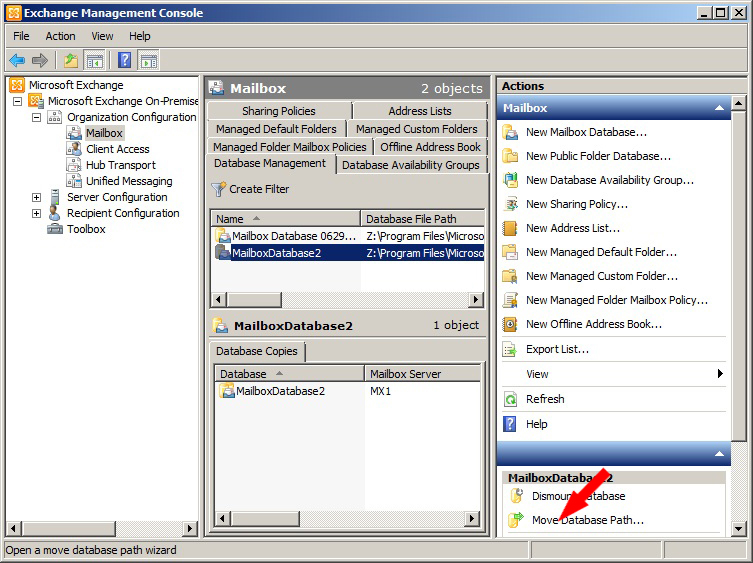 Exchange Management Console
File Action View Help
Microsoft Exchange
Microsoft Exchange On-Premise
Organization Configuration
Mailbox
Client Access
Hub Transport
Unified Messaging
Server Configuration
Recipient Configuration
Toolbox
Mailbox 2 objects
Sharing Policies Address Lists
Managed Default Folders Managed Custom Folders
Managed Folder Mailbox Policies Offline Address Book
Database Management Database Availability Groups
Create Filter
Name Database File Path
Mailbox Database 0629... Z:\Program Files\Microso
MailboxDatabase2 Z:\Program Files\Microso
MailboxDatabase2 1 object
Database Copies
Database Mailbox Server
MailboxDatabase2 MX1
Actions
Mailbox
New Mailbox Database...
New Public Folder Database...
New Database Availability Group...
New Sharing Policy...
New Address List...
New Managed Default Folder...
New Managed Custom Folder...
New Managed Folder Mailbox Policy...
New Offline Address Book...
Export List...
View
Refresh
Help
MailboxDatabase2
Dismount Database
Move Database Path...
Open a move database path wizard